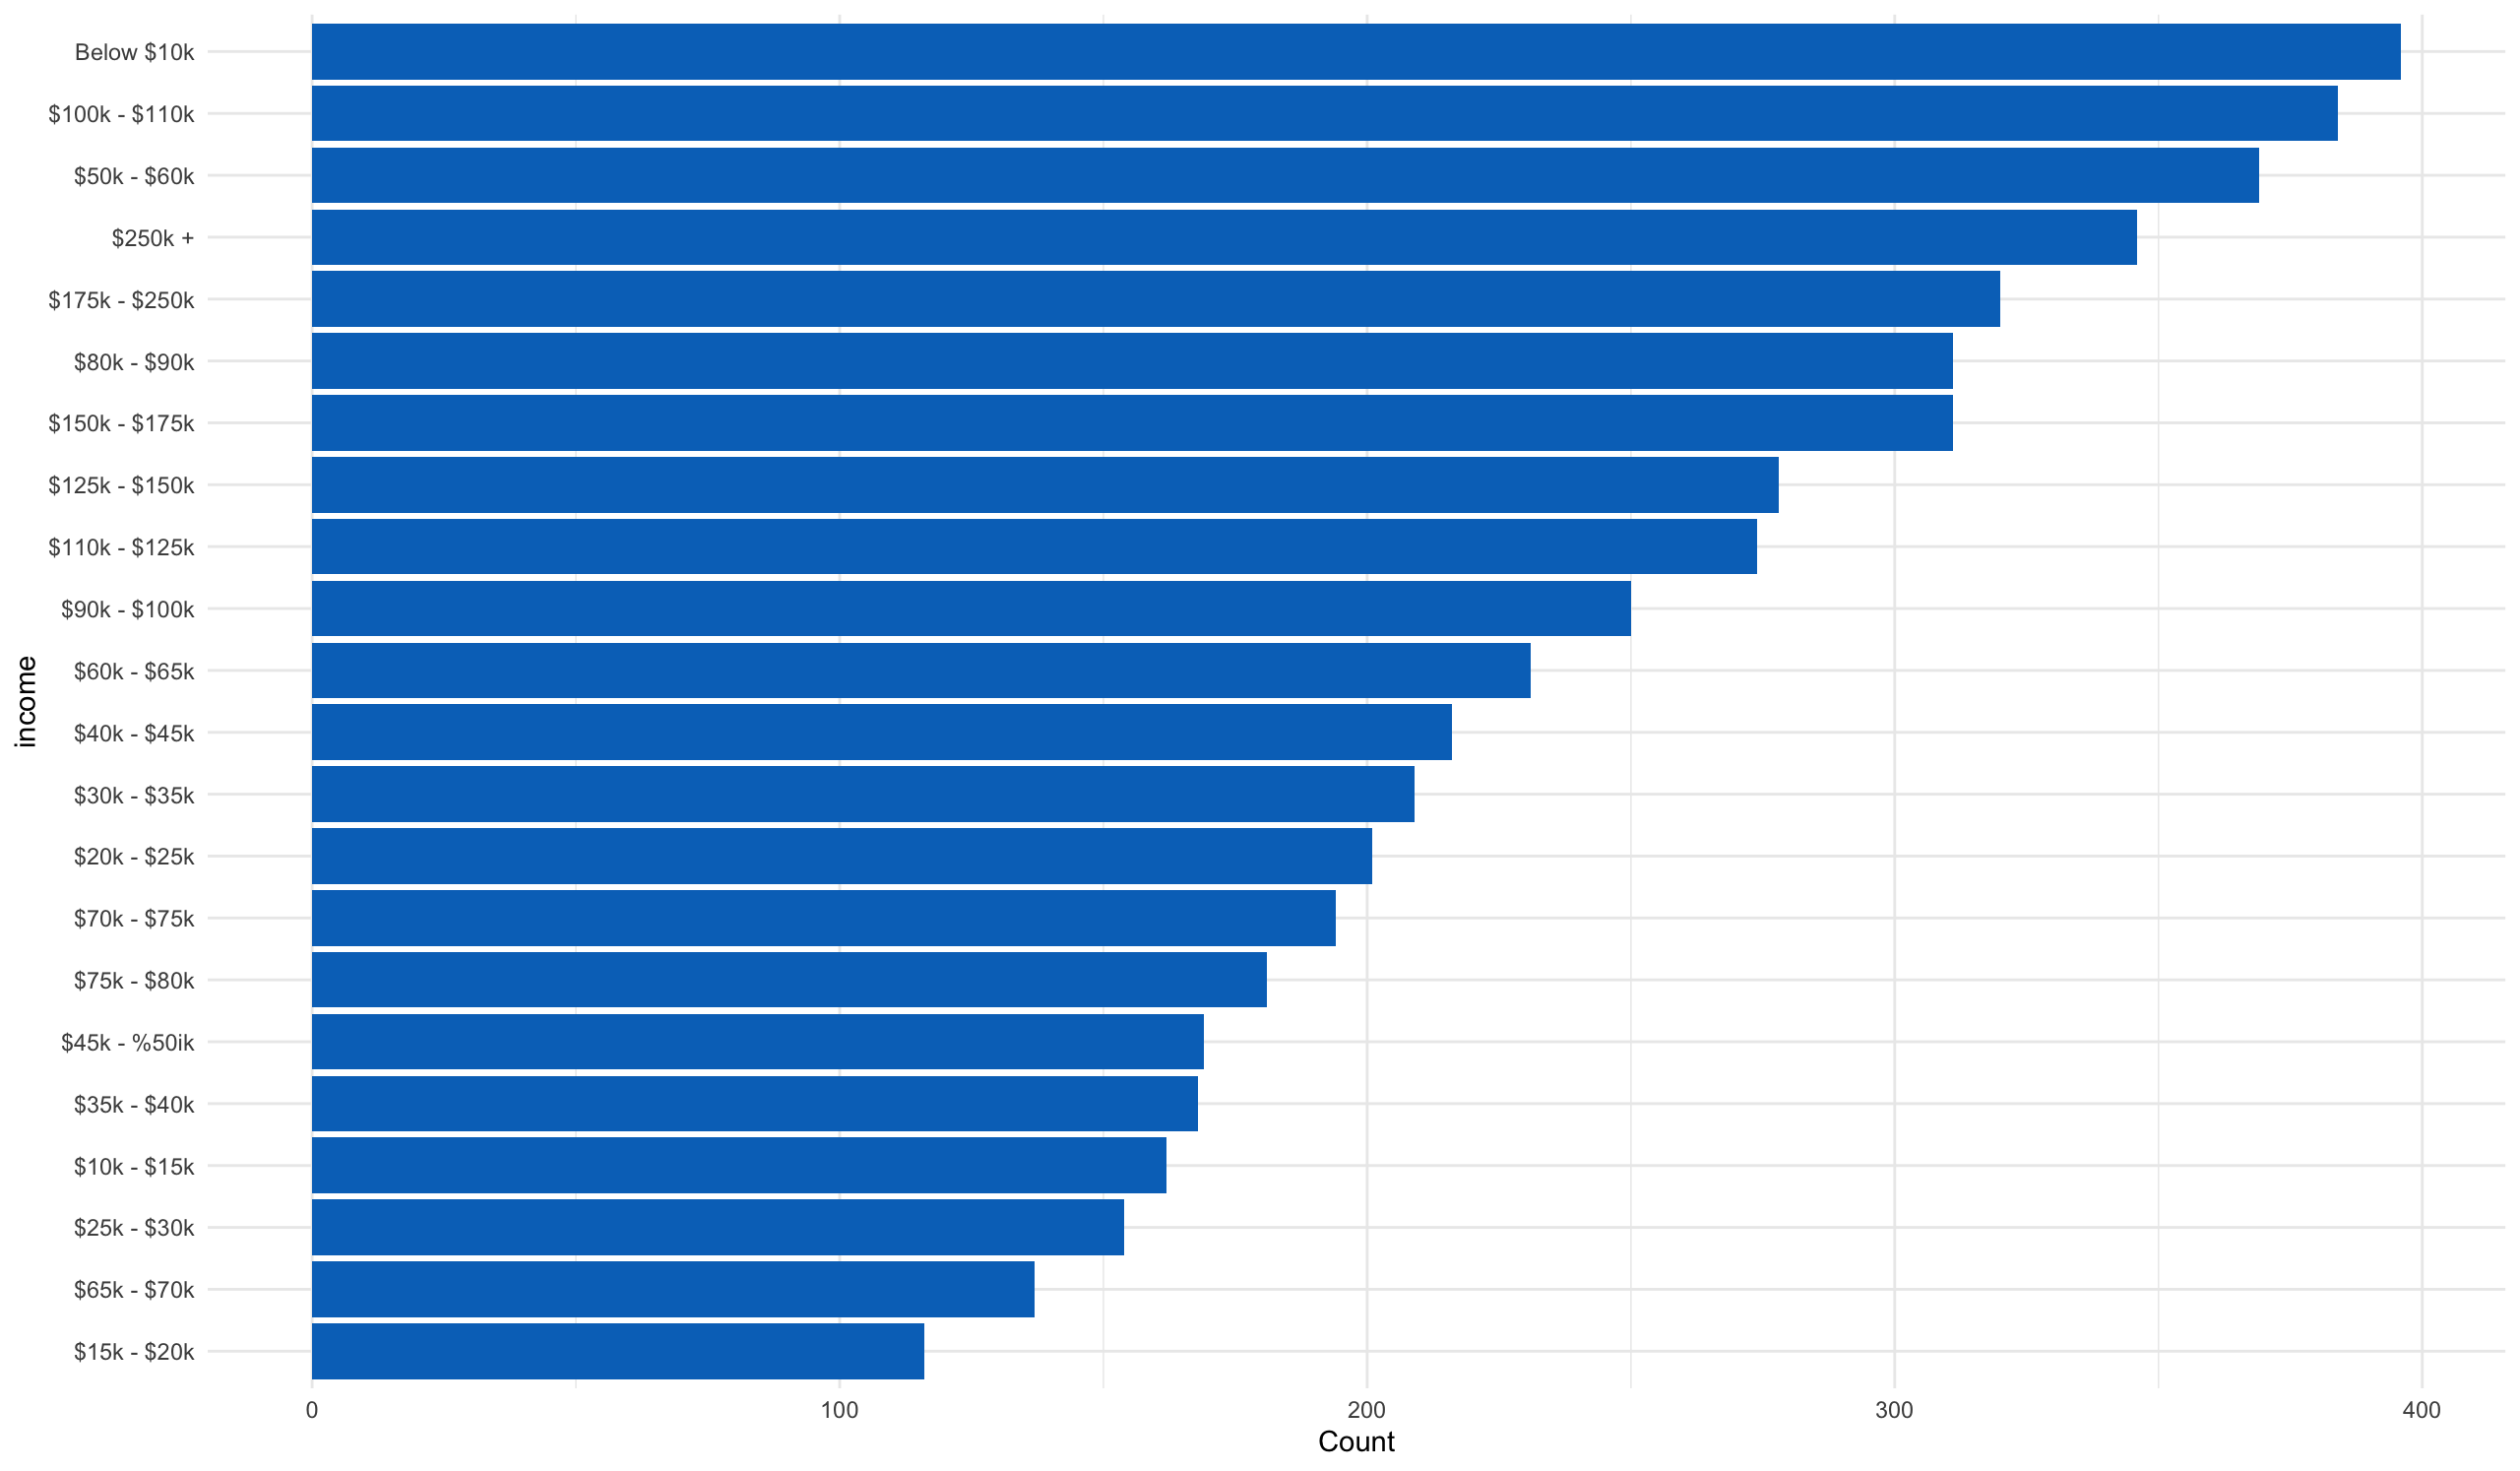 Below $10k
$100k - $110k
$50k - $60k
$250k +
$175k - $250k
$80k - $90k
$150k - $175k
$125k - $150k
$110k - $125k
$90k - $100k
$60k - $65k
$40k - $45k
$30k - $35k
$20k - $25k
$70k - $75k
$75k - $80k
$45k - %50ik
$35k - $40k
$10k - $15k
$25k - $30k
$65k - $70k
$15k - $20k
income
0 100 200 300 400
Count